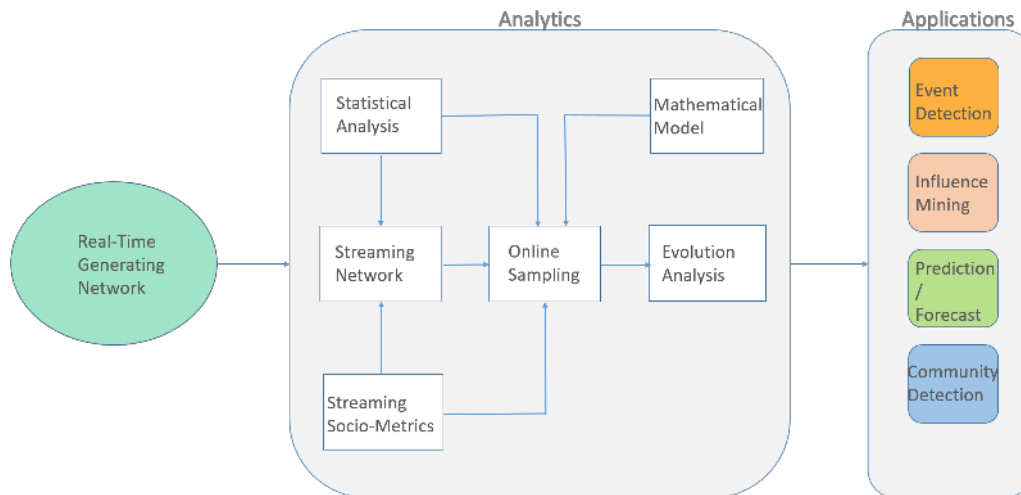 Analytics
Applications
Statistical
Analysis
Mathematical
Model
Event
Detection
Influence
Mining
Real-Time
Generating
Network
Streaming
Network
Online
Sampling
Evolution
Analysis
Prediction
/
Forecast
Community
Detection
Streaming
Socio-Metrics